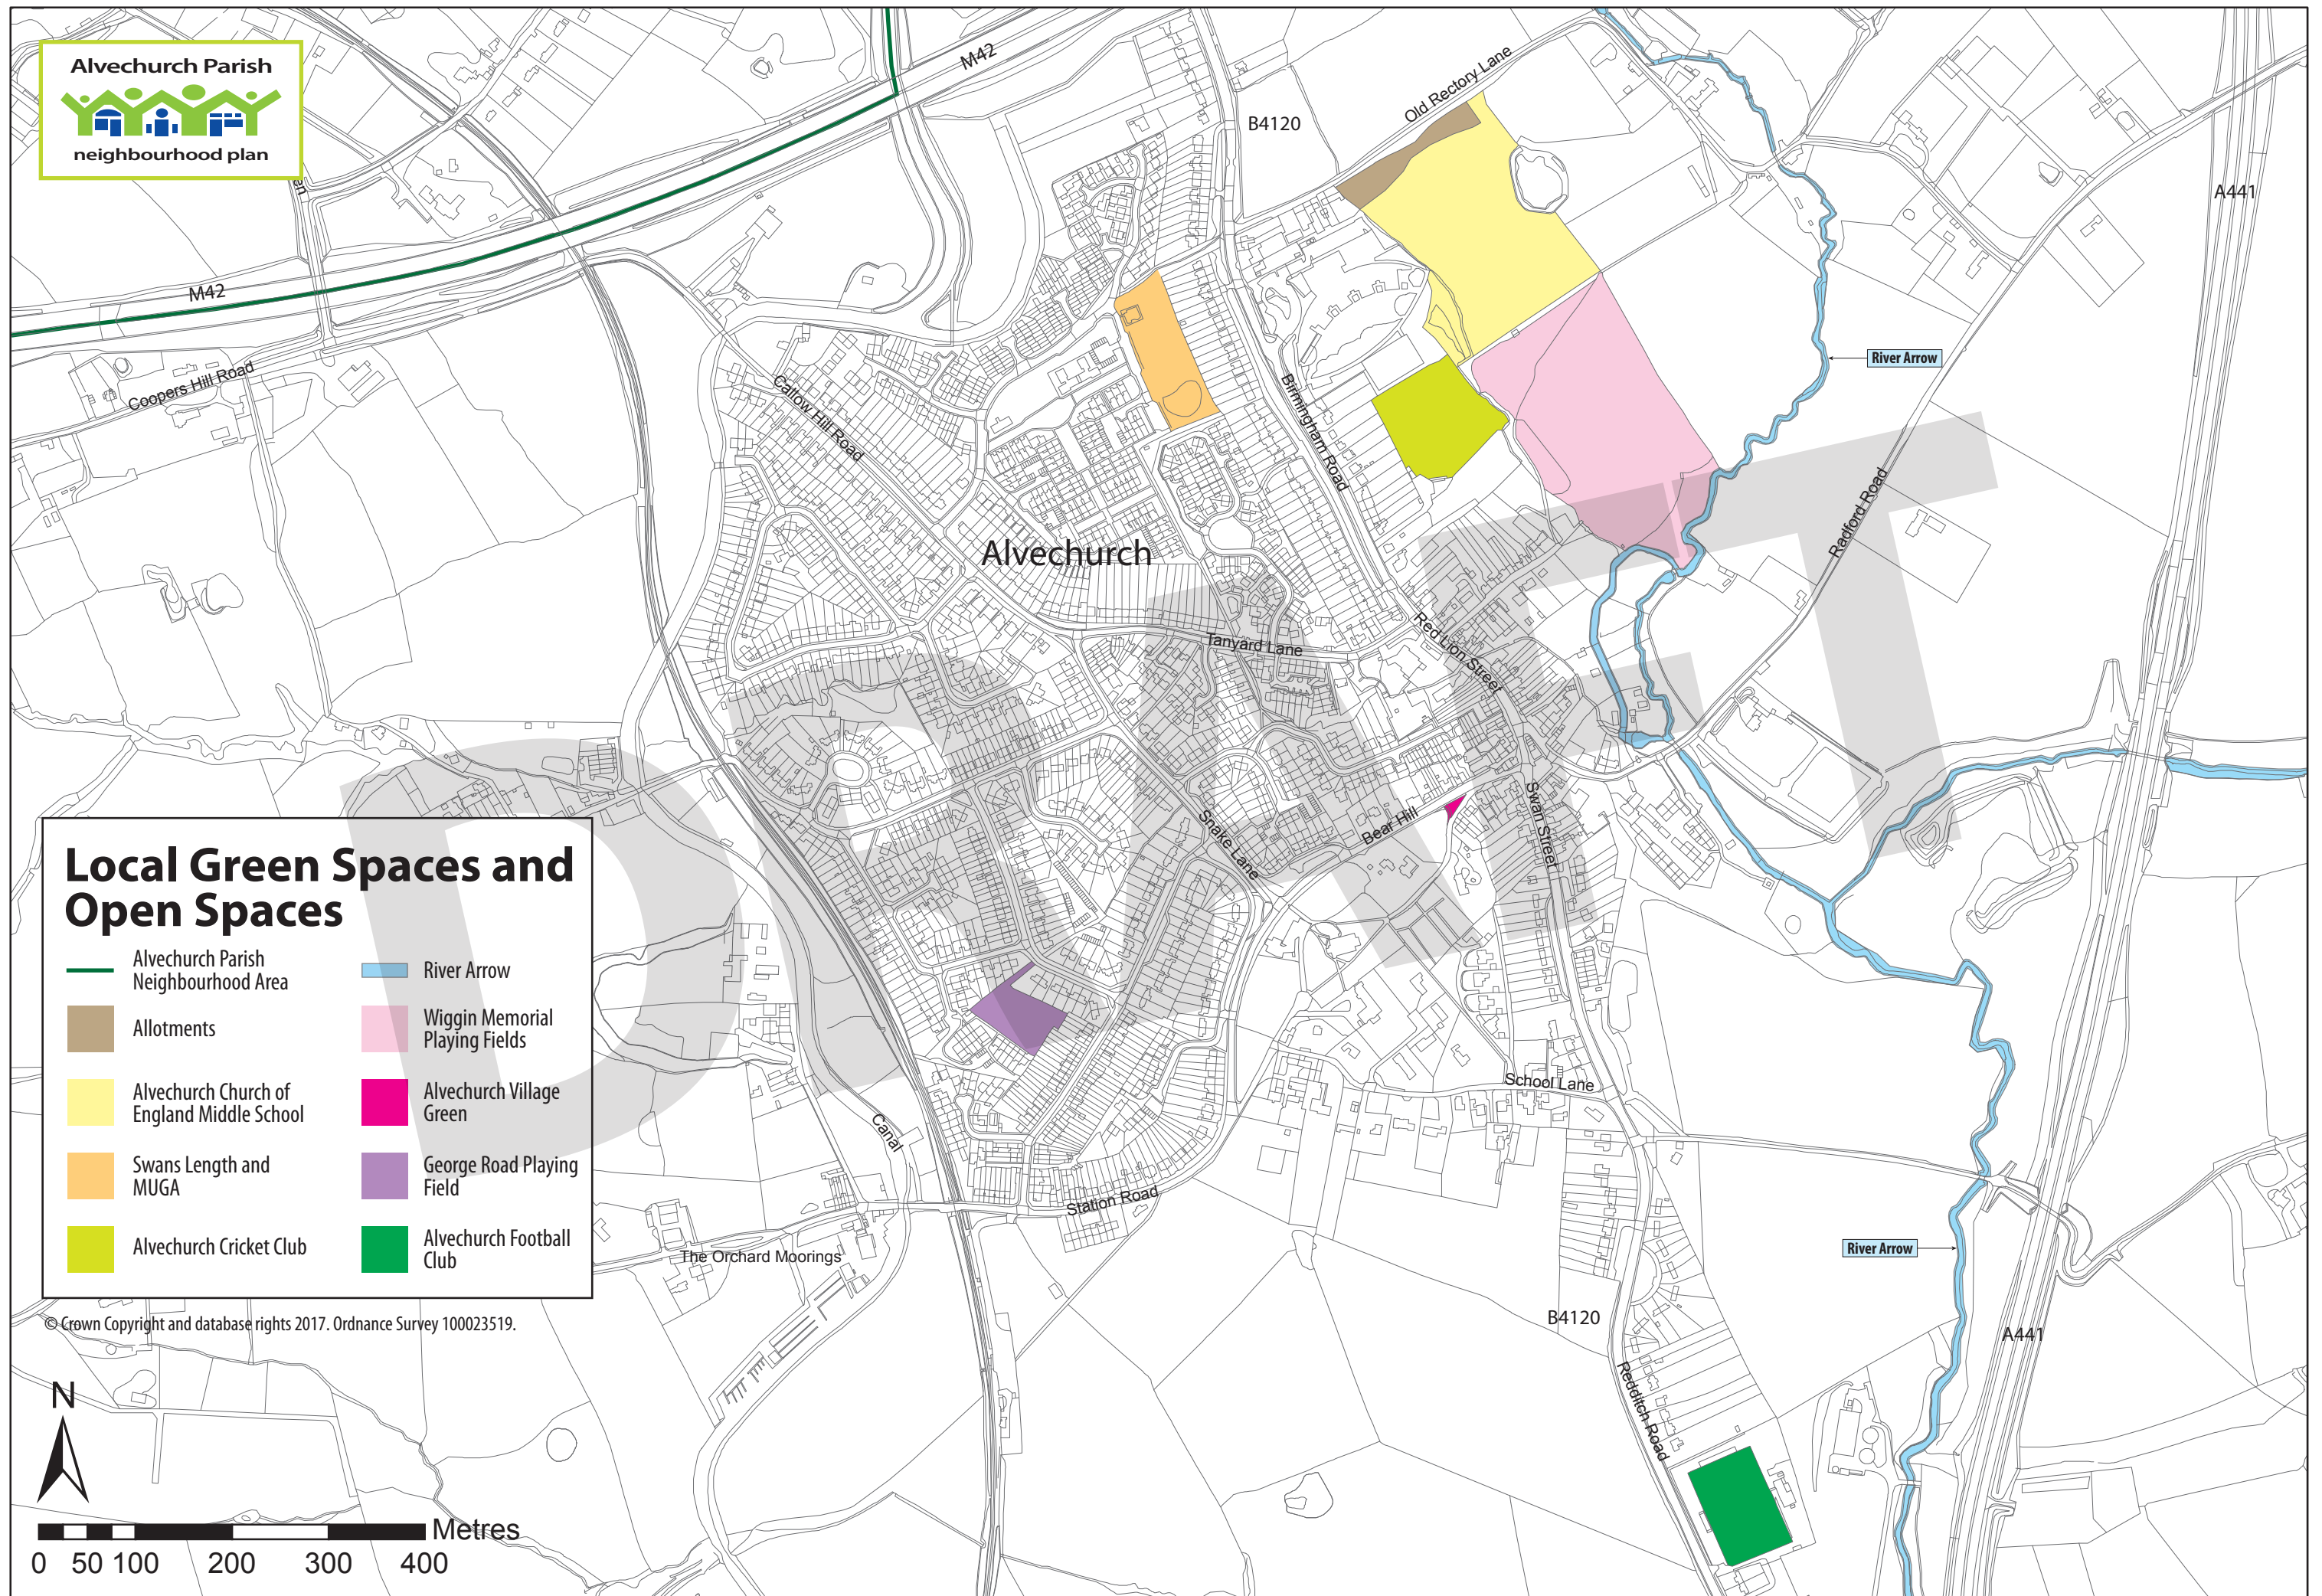 Alvechurch Parish
neighbourhood plan
M42
B4120
Old Rectory Lane
A441
M42
River Arrow
Coopers Hill Road
Callow Hill Road
Birmingham Road
Radford Road
Alvechurch
Tanyard Lane
Red Lion Street
Snake Lane
Bear Hill
Swan Street
DRAFT
Local Green Spaces and
Open Spaces
Alvechurch Parish
Neighbourhood Area
Allotments
Alvechurch Church of
England Middle School
Swans Length and
MUGA
Alvechurch Cricket Club
River Arrow
Wiggin Memorial
Playing Fields
Alvechurch Village
Green
George Road Playing
Field
Alvechurch Football
Club
School Lane
Canal
Station Road
The Orchard Moorings
River Arrow
B4120
A441
Redditch Road
© Crown Copyright and database rights 2017. Ordnance Survey 100023519.
N
Metres
0 50 100 200 300 400